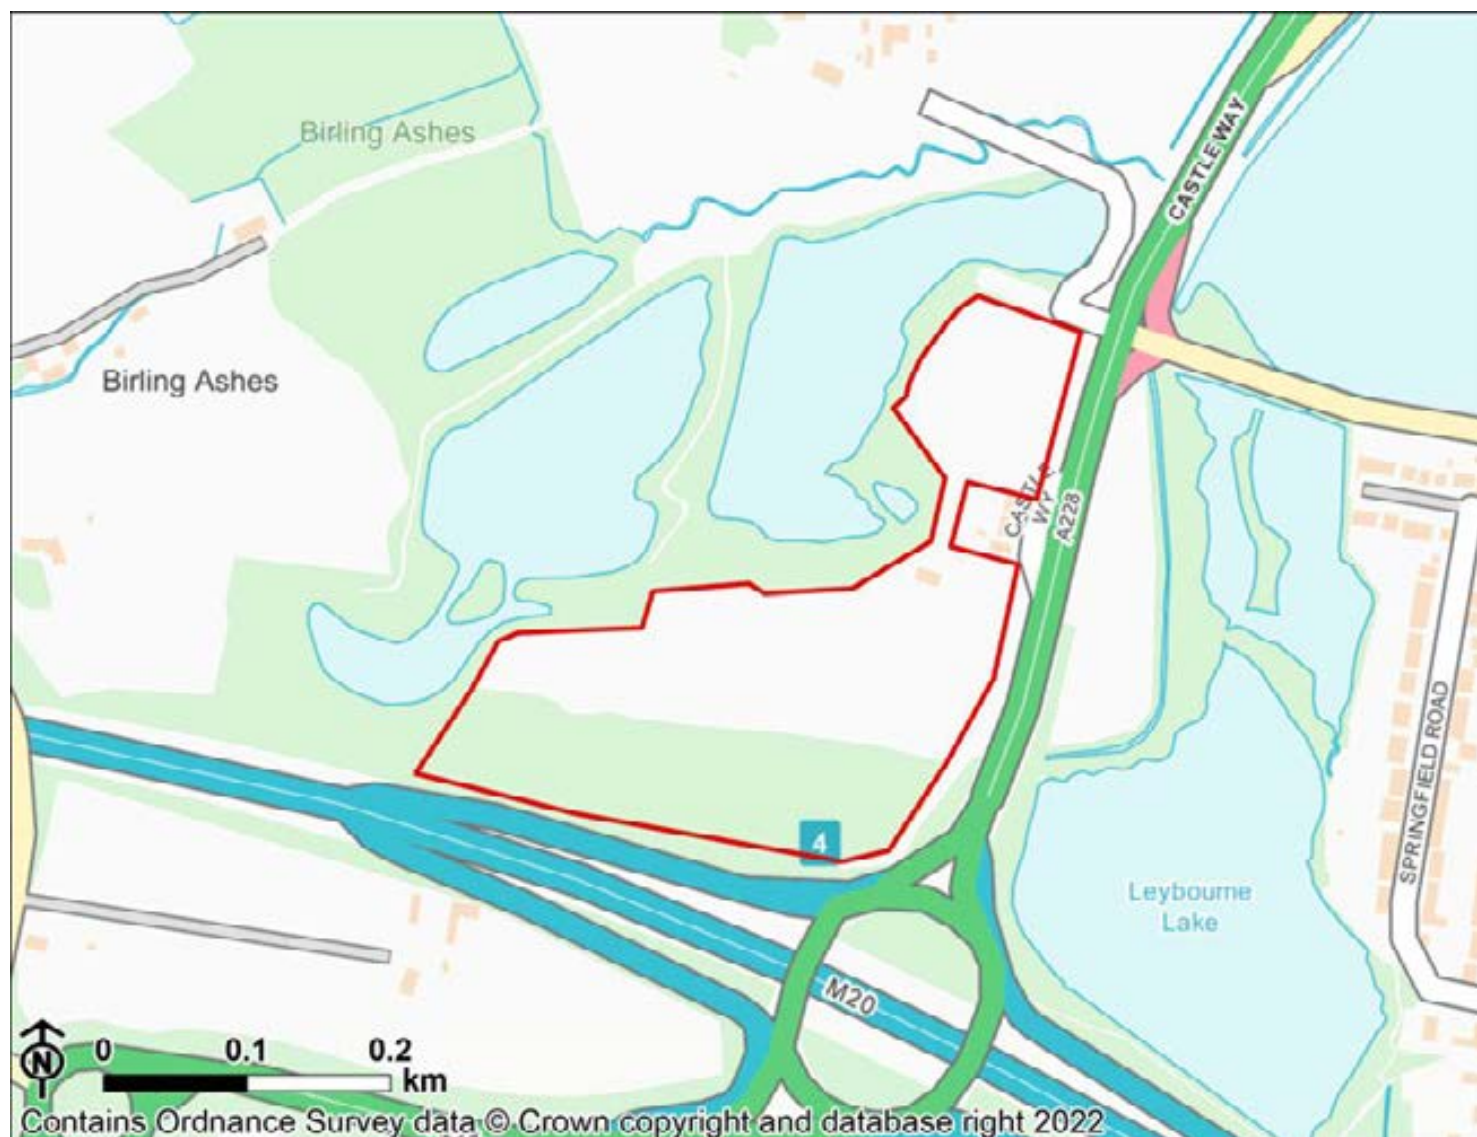 Birling Ashes
CASTLE WAY
Birling Ashes
CASTLE
WY
A228
SPRINGFIELD ROAD
4
Leybourne
Lake
M20
N
0 0.1 0.2
km
Contains Ordnance Survey data © Crown copyright and database right 2022